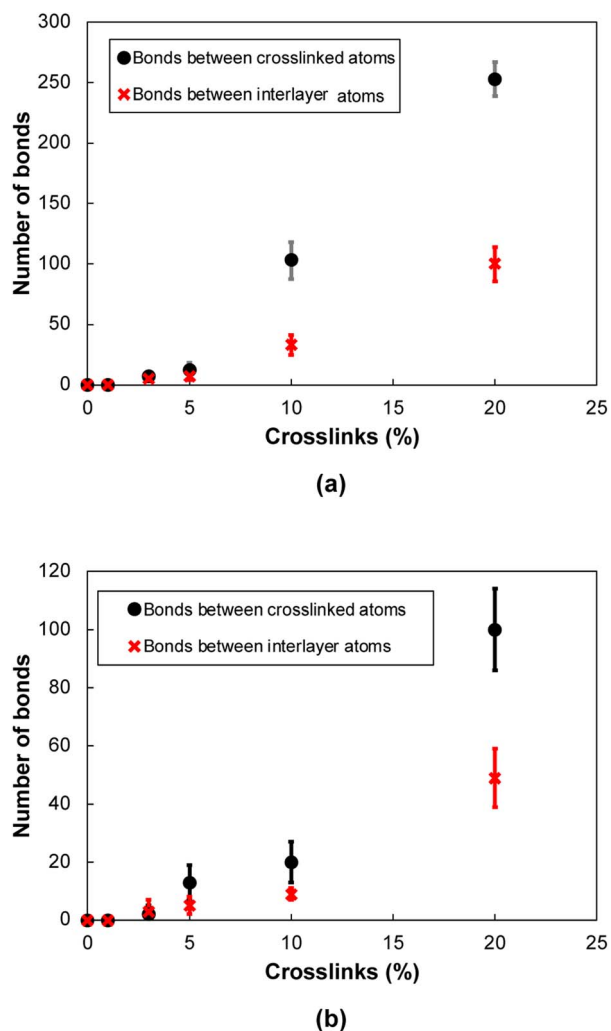 300
250
200
150
100
50
0
Number of bonds
Bonds between crosslinked atoms
Bonds between interlayer atoms
0 5 10 15 20 25
Crosslinks (%)
(a)
120
100
80
60
40
20
0
Number of bonds
Bonds between crosslinked atoms
Bonds between interlayer atoms
0 5 10 15 20 25
Crosslinks (%)
(b)